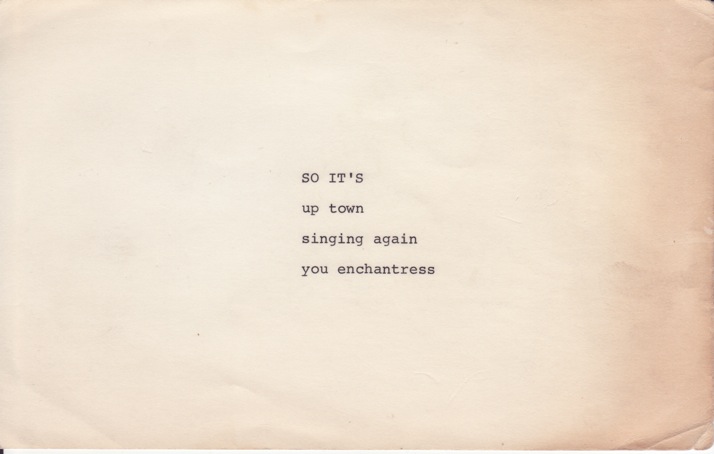 SO IT'S
up town
singing again
you enchantress